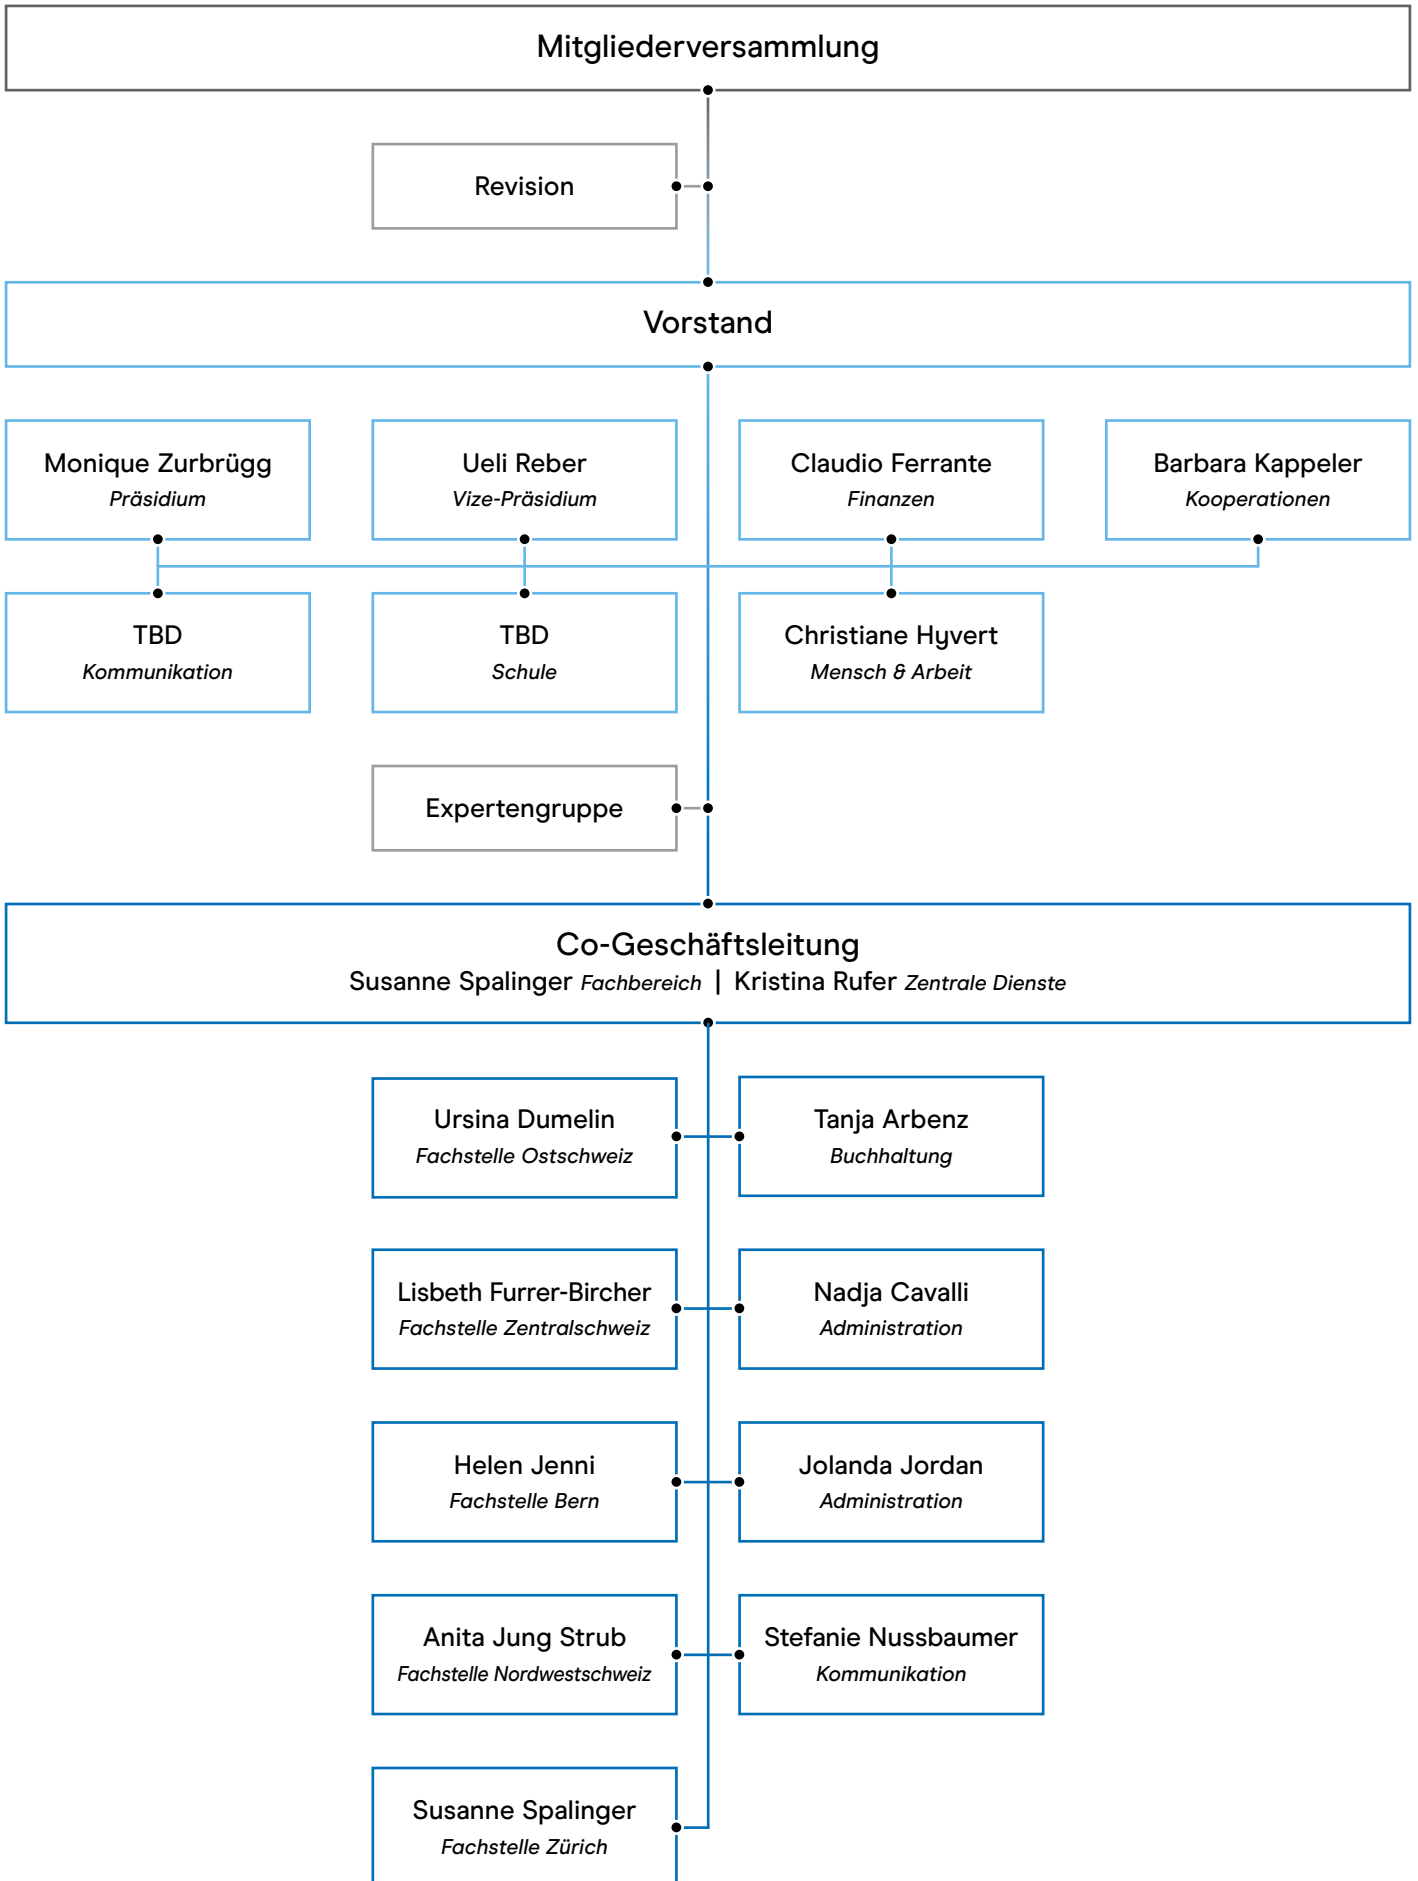 Mitgliederversammlung
Revision
Vorstand
Monique Zurbrügg
Präsidium
Ueli Reber
Vize-Präsidium
Claudio Ferrante
Finanzen
Barbara Kappeler
Kooperationen
TBD
Kommunikation
TBD
Schule
Christiane Hyvert
Mensch & Arbeit
Expertengruppe
Co-Geschäftsleitung
Susanne Spalinger Fachbereich | Kristina Rufer Zentrale Dienste
Ursina Dumelin
Fachstelle Ostschweiz
Tanja Arbenz
Buchhaltung
Lisbeth Furrer-Bircher
Fachstelle Zentralschweiz
Nadja Cavalli
Administration
Helen Jenni
Fachstelle Bern
Jolanda Jordan
Administration
Anita Jung Strub
Fachstelle Nordwestschweiz
Stefanie Nussbaumer
Kommunikation
Susanne Spalinger
Fachstelle Zürich